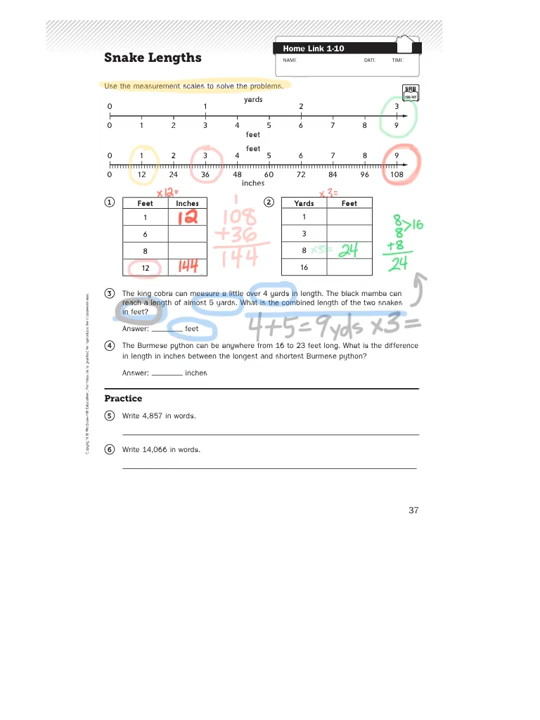 Snake Lengths
Home Link 1-10
NAME DATE TIME
Use the measurement scales to solve the problems.
SRB
yards
0 1 2 3
0 1 2 3 4 5 6 7 8 9
feet
feet
0 1 2 3 4 5 6 7 8 9
0 12 24 36 48 60 72 84 96 108
inches
x12=
x3=
1 Feet Inches
1 12
6
8
12 144
1
108
+36
144
2 Yards Feet
1
3
8 x3= 24
16
8>16
8
+8
24
3 The king cobra can measure a little over 4 yards in length. The black mamba can
reach a length of almost 5 yards. What is the combined length of the two snakes
in feet?
Answer: ______ feet
4+5=9yds x3=
4 The Burmese python can be anywhere from 16 to 23 feet long. What is the difference
in length in inches between the longest and shortest Burmese python?
Answer: ______ inches
Practice
5 Write 4,857 in words.
6 Write 14,066 in words.
37